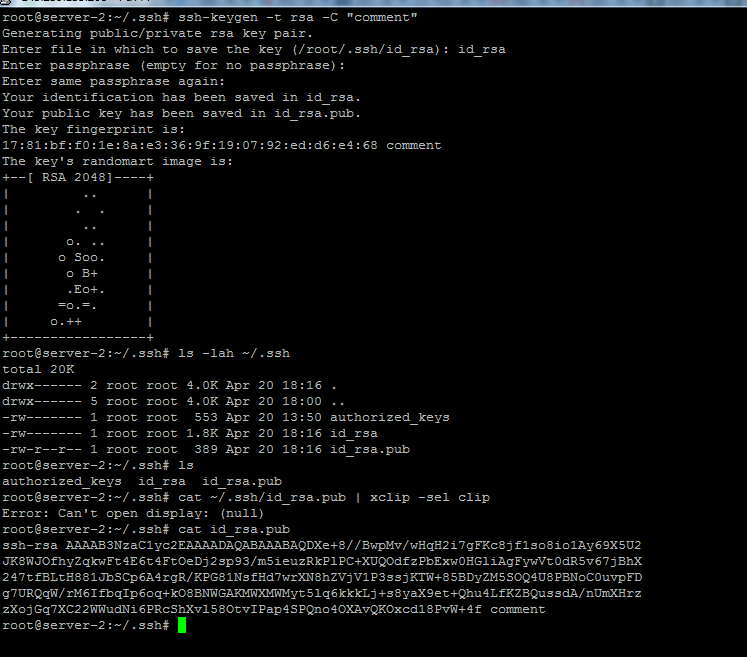 root@server-2:~/.ssh# ssh-keygen -t rsa -C "comment"
Generating public/private rsa key pair.
Enter file in which to save the key (/root/.ssh/id_rsa): id_rsa
Enter passphrase (empty for no passphrase):
Enter same passphrase again:
Your identification has been saved in id_rsa.
Your public key has been saved in id_rsa.pub.
The key fingerprint is:
17:81:bf:f0:1e:8a:e3:36:9f:19:07:92:ed:d6:e4:68 comment
The key's randomart image is:
+--[ RSA 2048]----+
|         ..      |
|        .  .     |
|         ..      |
|       o. ..     |
|      o Soo.     |
|       o B+      |
|       .Eo+.     |
|      =o.=.      |
|     o.++        |
+-----------------+
root@server-2:~/.ssh# ls -lah ~/.ssh
total 20K
drwx------ 2 root root 4.0K Apr 20 18:16 .
drwx------ 5 root root 4.0K Apr 20 18:00 ..
-rw------- 1 root root  553 Apr 20 13:50 authorized_keys
-rw------- 1 root root 1.8K Apr 20 18:16 id_rsa
-rw-r--r-- 1 root root  389 Apr 20 18:16 id_rsa.pub
root@server-2:~/.ssh# ls
authorized_keys  id_rsa  id_rsa.pub
root@server-2:~/.ssh# cat ~/.ssh/id_rsa.pub | xclip -sel clip
Error: Can't open display: (null)
root@server-2:~/.ssh# cat id_rsa.pub
ssh-rsa AAAAB3NzaC1yc2EAAAADAQABAAABAQDXe+8//BwpMv/wHqH2i7gFKc8jf1so8io1Ay69X5U2
JK8WJOfhyZqkwFt4E6t4FtOeDj2sp93/m5ieuzRkPlPC+XUQOdfzPbExw0HGliAgFywVt0dR5v67jBhX
247tfBLtH881JbSCp6A4rgR/KPG81NsfHd7wrXN8hZVjVlP3ssjKTW+85BDyZM5SOQ4U8PBNoC0uvpFD
g7URQqW/rM6IfbqIp6oq+kO8BNWGAKMWXMWMyt5lq6kkkLj+s8yaX9et+Qhu4LfKZBQussdA/nUmXHrz
zXojGq7XC22WWudNi6PRcShXvl58OtvIPap4SPQno4OXAvQKOxcd18PvW+4f comment
root@server-2:~/.ssh#